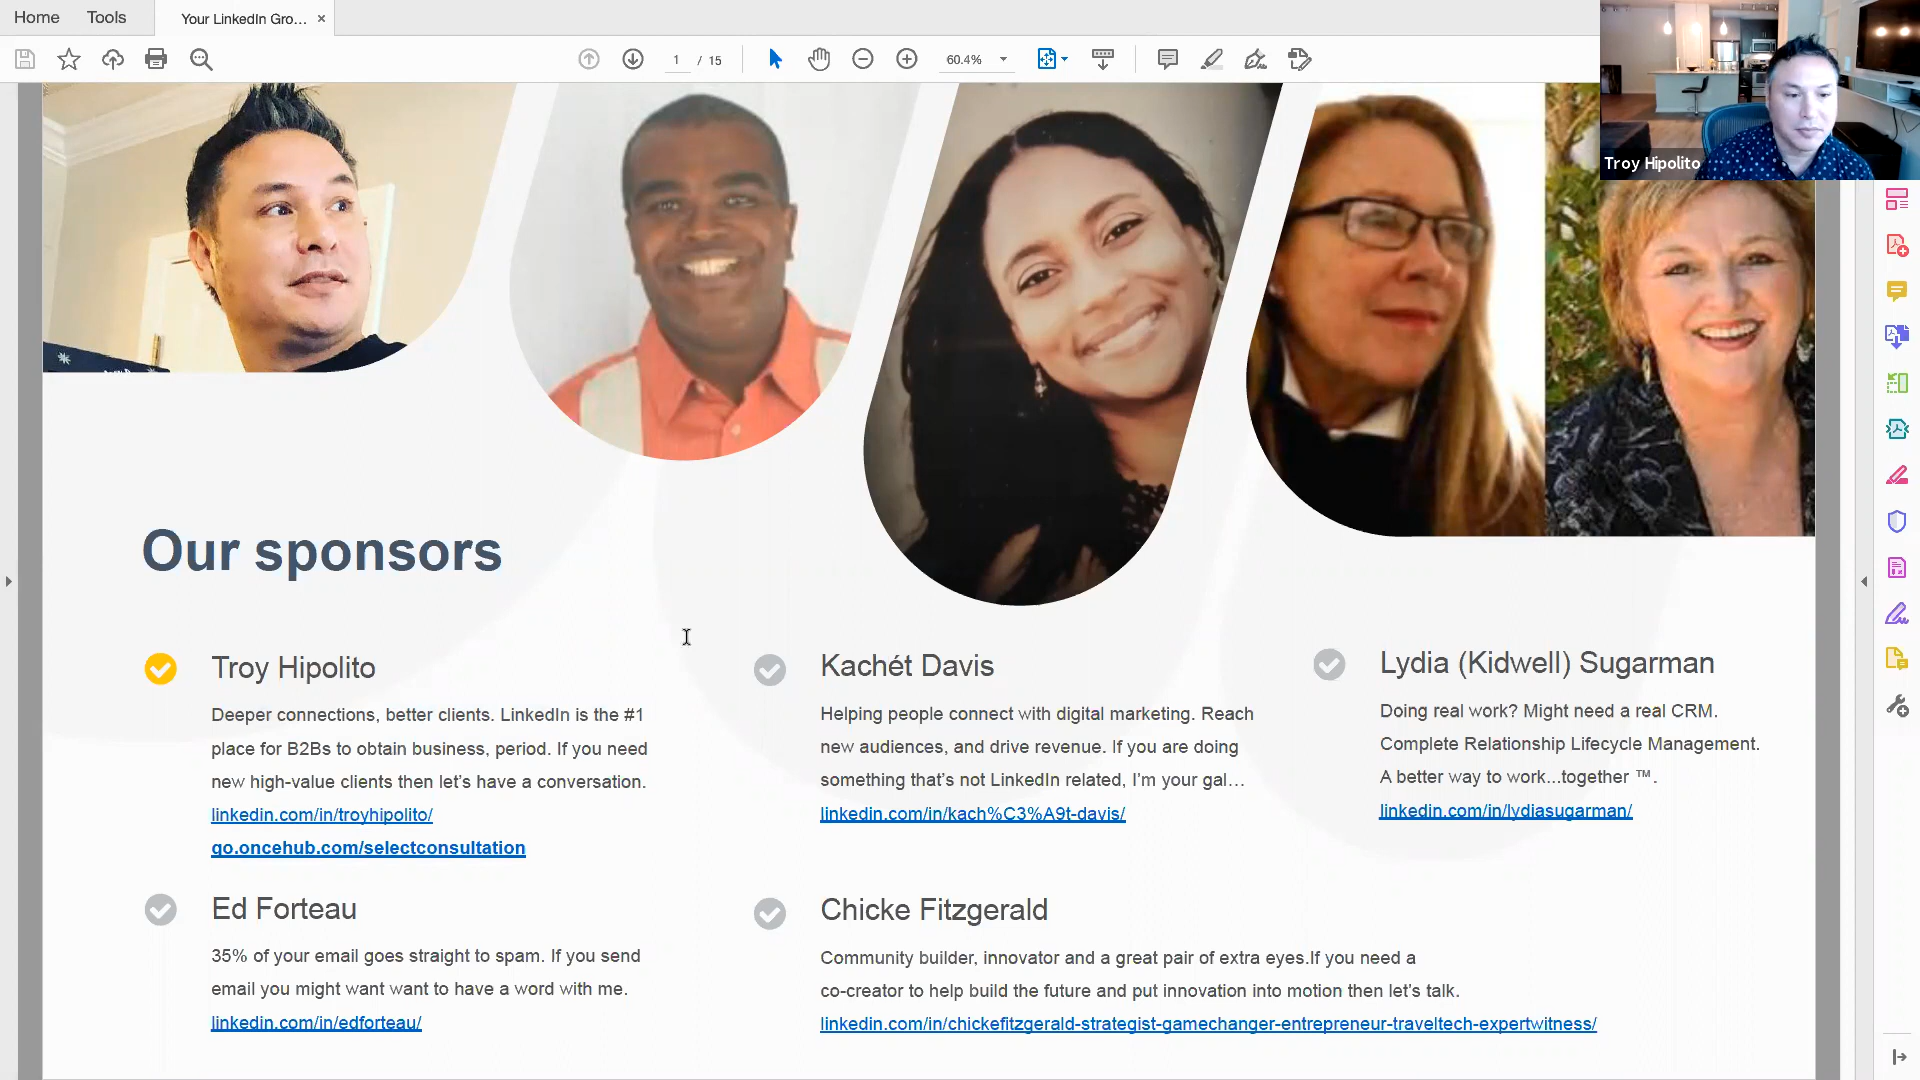 Home Tools Your LinkedIn Gro... ×
1 / 15 60.4%
Troy Hipolito
Our sponsors
Troy Hipolito
Deeper connections, better clients. LinkedIn is the #1
place for B2Bs to obtain business, period. If you need
new high-value clients then let's have a conversation.
linkedin.com/in/troyhipolito/
go.oncehub.com/selectconsultation
Kachét Davis
Helping people connect with digital marketing. Reach
new audiences, and drive revenue. If you are doing
something that's not LinkedIn related, I'm your gal…
linkedin.com/in/kach%C3%A9t-davis/
Lydia (Kidwell) Sugarman
Doing real work? Might need a real CRM.
Complete Relationship Lifecycle Management.
A better way to work...together ™.
linkedin.com/in/lydiasugarman/
Ed Forteau
35% of your email goes straight to spam. If you send
email you might want want to have a word with me.
linkedin.com/in/edforteau/
Chicke Fitzgerald
Community builder, innovator and a great pair of extra eyes.If you need a
co-creator to help build the future and put innovation into motion then let's talk.
linkedin.com/in/chickefitzgerald-strategist-gamechanger-entrepreneur-traveltech-expertwitness/